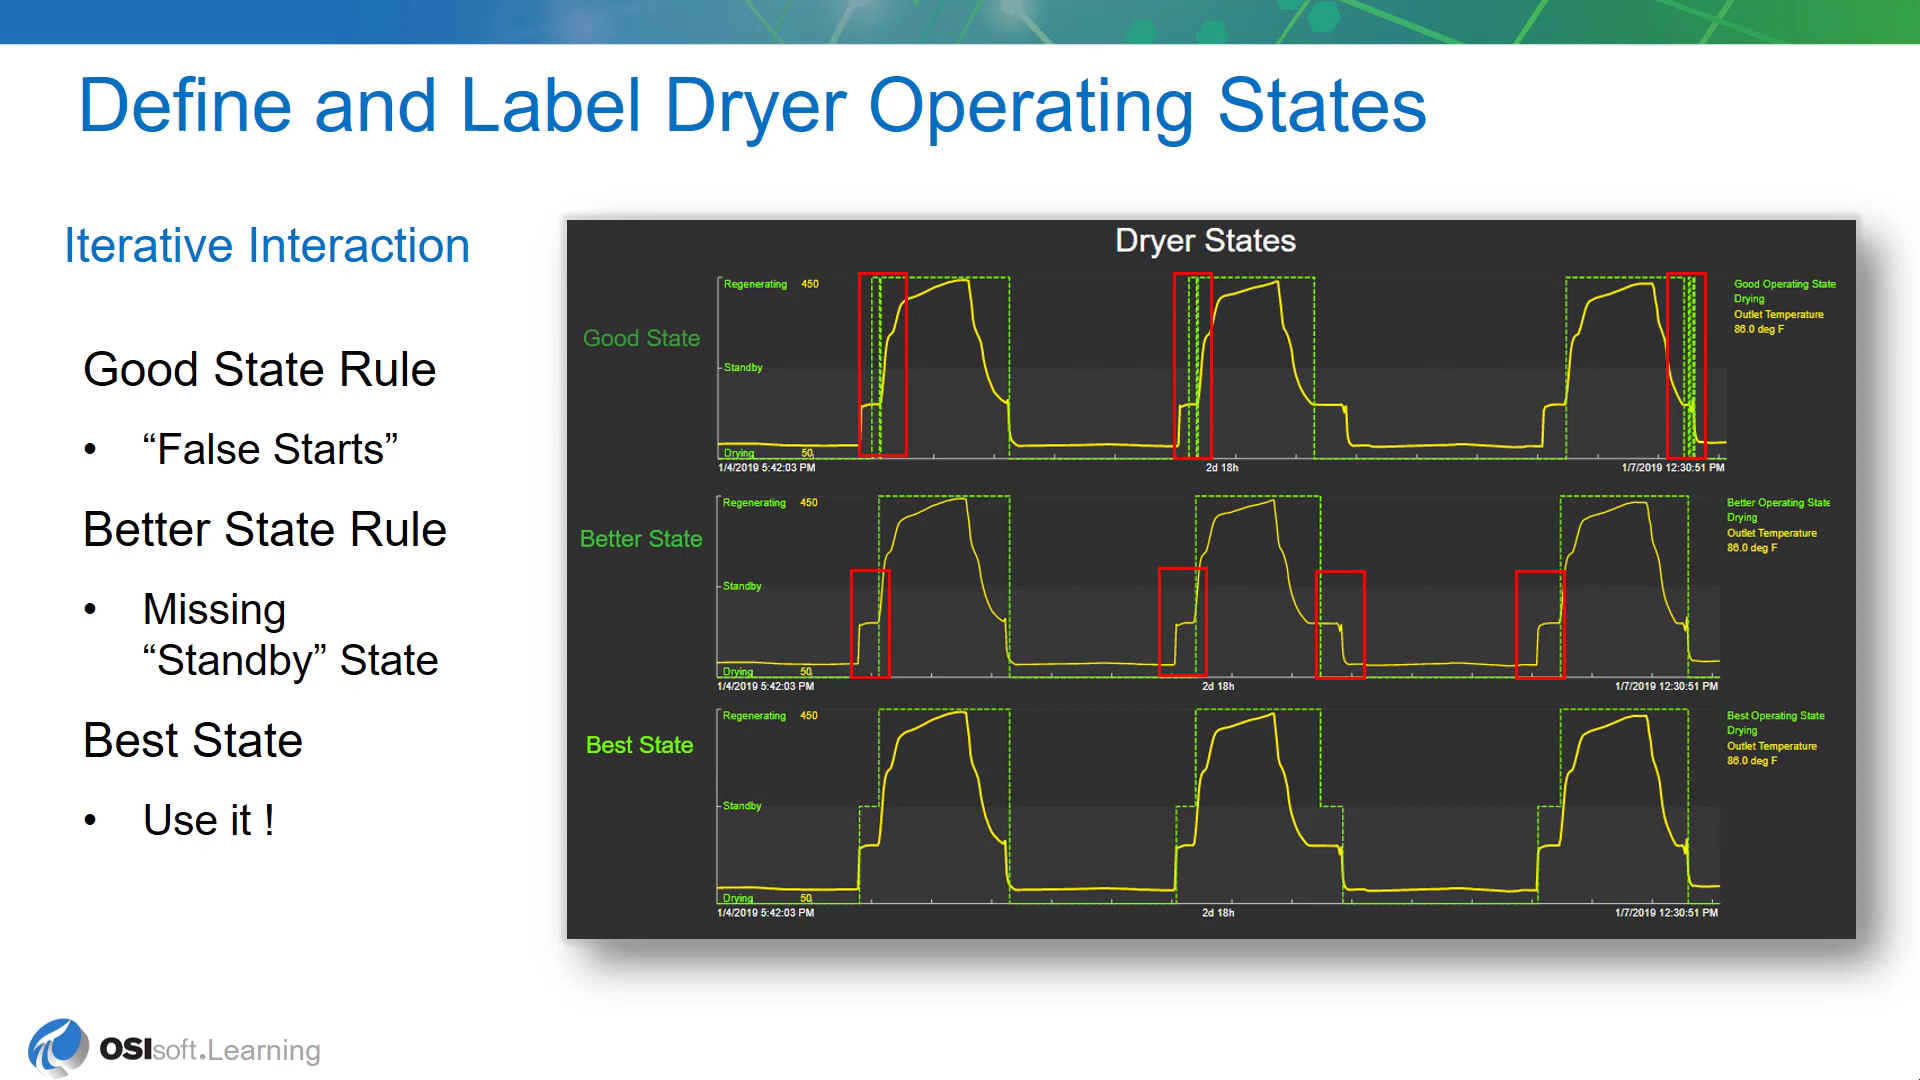 Define and Label Dryer Operating States
Iterative Interaction
Good State Rule
• “False Starts”
Better State Rule
• Missing
“Standby” State
Best State
• Use it !
Dryer States
Good State
Regenerating 450
Standby
Drying 50
1/4/2019 5:42:03 PM 2d 18h 1/7/2019 12:30:51 PM
Good Operating State
Drying
Outlet Temperature
86.0 deg F
Better State
Regenerating 450
Standby
Drying 50
1/4/2019 5:42:03 PM 2d 18h 1/7/2019 12:30:51 PM
Better Operating State
Drying
Outlet Temperature
86.0 deg F
Best State
Regenerating 450
Standby
Drying 50
1/4/2019 5:42:03 PM 2d 18h 1/7/2019 12:30:51 PM
Best Operating State
Drying
Outlet Temperature
86.0 deg F
OSIsoft.Learning